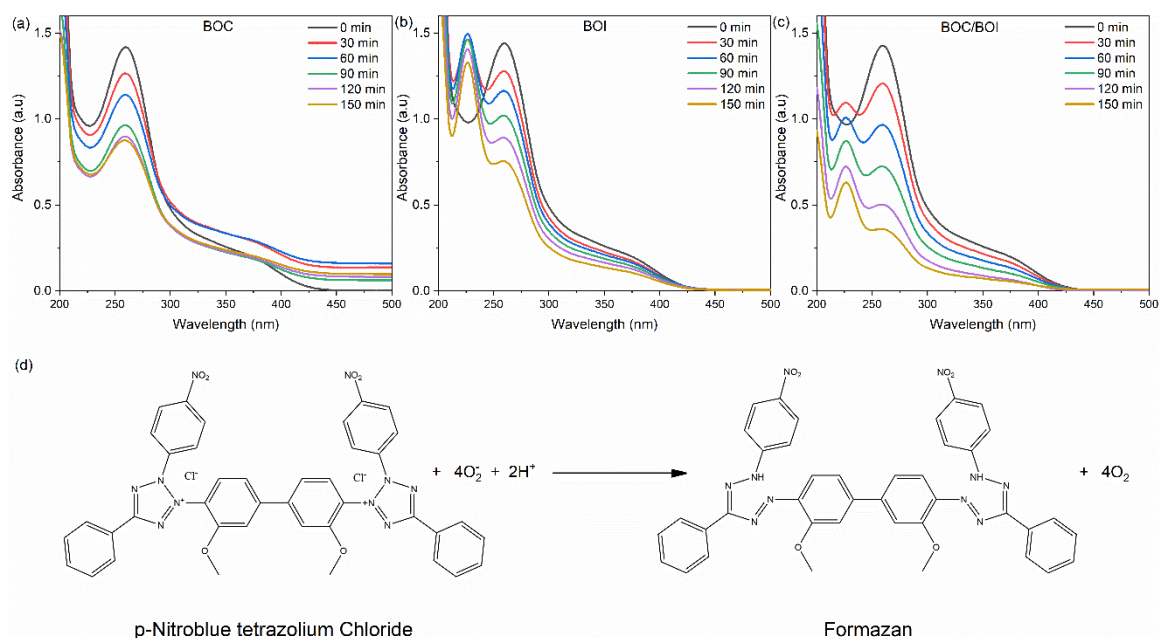 (a)
BOC
0 min
30 min
60 min
90 min
120 min
150 min
1.5
1.0
0.5
0.0
Absorbance (a.u)
200
250
300
350
400
450
500
Wavelength (nm)
(b)
BOI
0 min
30 min
60 min
90 min
120 min
150 min
1.5
1.0
0.5
0.0
Absorbance (a.u)
200
250
300
350
400
450
500
Wavelength (nm)
(c)
BOC/BOI
0 min
30 min
60 min
90 min
120 min
150 min
1.5
1.0
0.5
0.0
Absorbance (a.u)
200
250
300
350
400
450
500
Wavelength (nm)
(d)
NO₂
NO₂
Cl⁻
Cl⁻
N
N
N
N⁺
N
N
N⁺
N
O
O
+ 4O₂⁻ + 2H⁺
NO₂
NO₂
NH
N
N
N
HN
N
N
N
O
O
+ 4O₂
p-Nitroblue tetrazolium Chloride
Formazan